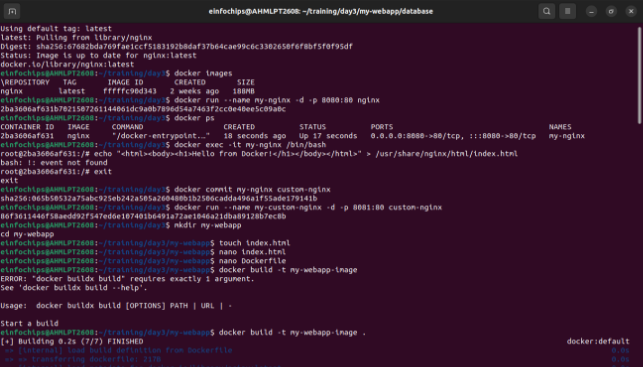 einfochips@AHMLPT2608: ~/training/day3/my-webapp/database
Using default tag: latest
latest: Pulling from library/nginx
Digest: sha256:67682bda769fae1ccf5183192b8daf37b64cae99c6c3302650f6f8bf5f0f95df
Status: Image is up to date for nginx:latest
docker.io/library/nginx:latest
einfochips@AHMLPT2608:~/training/day3$ docker images
\REPOSITORY TAG IMAGE ID CREATED SIZE
nginx latest fffffc90d343 2 weeks ago 188MB
einfochips@AHMLPT2608:~/training/day3$ docker run --name my-nginx -d -p 8080:80 nginx
2ba3606af631b7021507261144061dc9a0b7896d54a7463f2cc0e40ee5c09a0c
einfochips@AHMLPT2608:~/training/day3$ docker ps
CONTAINER ID IMAGE COMMAND CREATED STATUS PORTS NAMES
2ba3606af631 nginx "/docker-entrypoint.…" 18 seconds ago Up 17 seconds 0.0.0.0:8080->80/tcp, :::8080->80/tcp my-nginx
einfochips@AHMLPT2608:~/training/day3$ docker exec -it my-nginx /bin/bash
root@2ba3606af631:/# echo "<html><body><h1>Hello from Docker!</h1></body></html>" > /usr/share/nginx/html/index.html
bash: !: event not found
root@2ba3606af631:/# exit
exit
einfochips@AHMLPT2608:~/training/day3$ docker commit my-nginx custom-nginx
sha256:065b50532a75abc925eb242a505a260480b1b2506cadda496a1f55ade179141b
einfochips@AHMLPT2608:~/training/day3$ docker run --name my-custom-nginx -d -p 8081:80 custom-nginx
86f3611446f58aedd92f547ed6e107401b6491a72ae1046a21dba89128b7ec8b
einfochips@AHMLPT2608:~/training/day3$ mkdir my-webapp
cd my-webapp
einfochips@AHMLPT2608:~/training/day3/my-webapp$ touch index.html
einfochips@AHMLPT2608:~/training/day3/my-webapp$ nano index.html
einfochips@AHMLPT2608:~/training/day3/my-webapp$ nano Dockerfile
einfochips@AHMLPT2608:~/training/day3/my-webapp$ docker build -t my-webapp-image
ERROR: "docker buildx build" requires exactly 1 argument.
See 'docker buildx build --help'.
Usage: docker buildx build [OPTIONS] PATH | URL | -
Start a build
einfochips@AHMLPT2608:~/training/day3/my-webapp$ docker build -t my-webapp-image .
[+] Building 0.2s (7/7) FINISHED docker:default
=> [internal] load build definition from Dockerfile 0.0s
=> => transferring dockerfile: 217B 0.0s